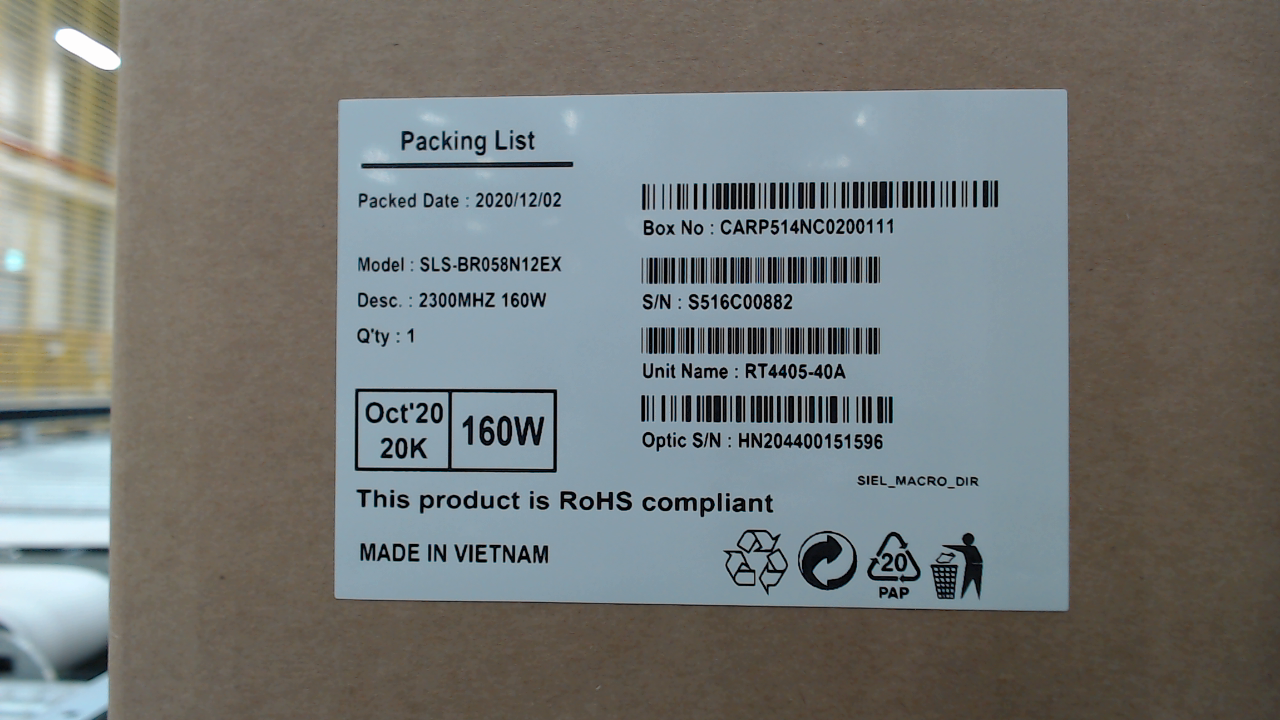 Packing List
Packed Date : 2020/12/02
Model : SLS-BR058N12EX
Desc. : 2300MHZ 160W
Q'ty : 1
Box No : CARP514NC0200111
S/N : S516C00882
Unit Name : RT4405-40A
Optic S/N : HN204400151596
Oct'20
20K
160W
SIEL_MACRO_DIR
This product is RoHS compliant
MADE IN VIETNAM
20
PAP